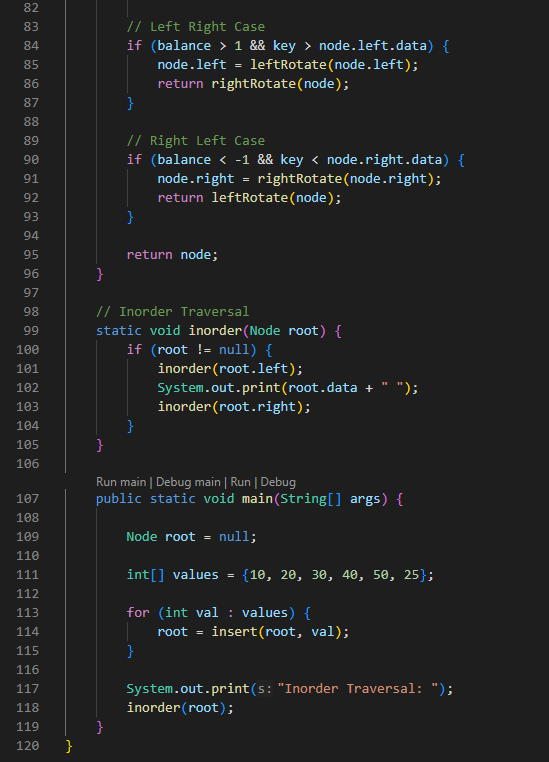 82
83 // Left Right Case
84 if (balance > 1 && key > node.left.data) {
85 node.left = leftRotate(node.left);
86 return rightRotate(node);
87 }
88
89 // Right Left Case
90 if (balance < -1 && key < node.right.data) {
91 node.right = rightRotate(node.right);
92 return leftRotate(node);
93 }
94
95 return node;
96 }
97
98 // Inorder Traversal
99 static void inorder(Node root) {
100 if (root != null) {
101 inorder(root.left);
102 System.out.print(root.data + " ");
103 inorder(root.right);
104 }
105 }
106
Run main | Debug main | Run | Debug
107 public static void main(String[] args) {
108
109 Node root = null;
110
111 int[] values = {10, 20, 30, 40, 50, 25};
112
113 for (int val : values) {
114 root = insert(root, val);
115 }
116
117 System.out.print(s: "Inorder Traversal: ");
118 inorder(root);
119 }
120 }